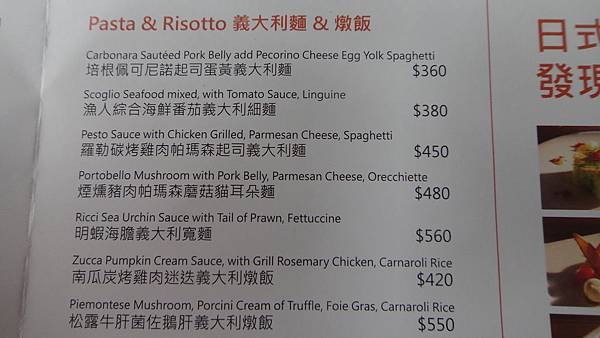 Pasta & Risotto 義大利麵 & 燉飯
Carbonara Sautéed Pork Belly add Pecorino Cheese Egg Yolk Spaghetti
培根佩可尼諾起司蛋黃義大利麵 $360
Scoglio Seafood mixed, with Tomato Sauce, Linguine
漁人綜合海鮮番茄義大利細麵 $380
Pesto Sauce with Chicken Grilled, Parmesan Cheese, Spaghetti
羅勒碳烤雞肉帕瑪森起司義大利麵 $450
Portobello Mushroom with Pork Belly, Parmesan Cheese, Orecchiette
煙燻豬肉帕瑪森蘑菇貓耳朵麵 $480
Ricci Sea Urchin Sauce with Tail of Prawn, Fettuccine
明蝦海膽義大利寬麵 $560
Zucca Pumpkin Cream Sauce, with Grill Rosemary Chicken, Carnaroli Rice
南瓜炭烤雞肉迷迭義大利燉飯 $420
Piemontese Mushroom, Porcini Cream of Truffle, Foie Gras, Carnaroli Rice
松露牛肝菌佐鵝肝義大利燉飯 $550
日式
發現